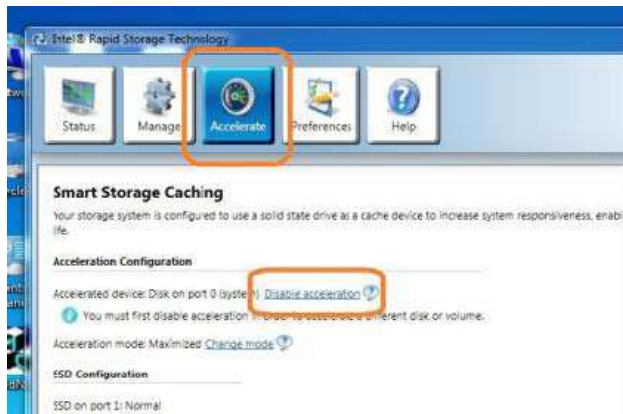 Intel® Rapid Storage Technology
Status Manage Accelerate Preferences Help
Smart Storage Caching
Your storage system is configured to use a solid state drive as a cache device to increase system responsiveness, enabl
life.
Acceleration Configuration
Accelerated device: Disk on port 0 (system) Disable acceleration
You must first disable acceleration in order to accelerate a different disk or volume.
Acceleration mode: Maximized Change mode
SSD Configuration
SSD on port 1: Normal